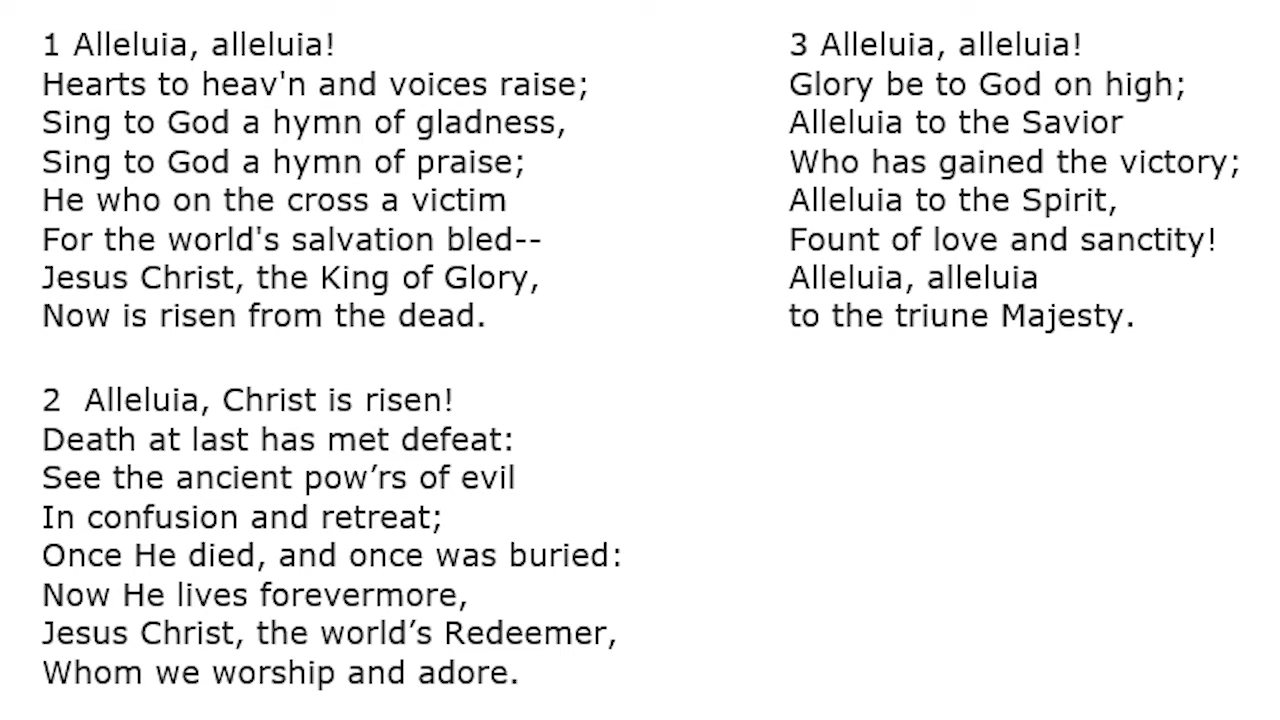 1 Alleluia, alleluia!
Hearts to heav'n and voices raise;
Sing to God a hymn of gladness,
Sing to God a hymn of praise;
He who on the cross a victim
For the world's salvation bled--
Jesus Christ, the King of Glory,
Now is risen from the dead.
2  Alleluia, Christ is risen!
Death at last has met defeat:
See the ancient pow’rs of evil
In confusion and retreat;
Once He died, and once was buried:
Now He lives forevermore,
Jesus Christ, the world’s Redeemer,
Whom we worship and adore.
3 Alleluia, alleluia!
Glory be to God on high;
Alleluia to the Savior
Who has gained the victory;
Alleluia to the Spirit,
Fount of love and sanctity!
Alleluia, alleluia
to the triune Majesty.